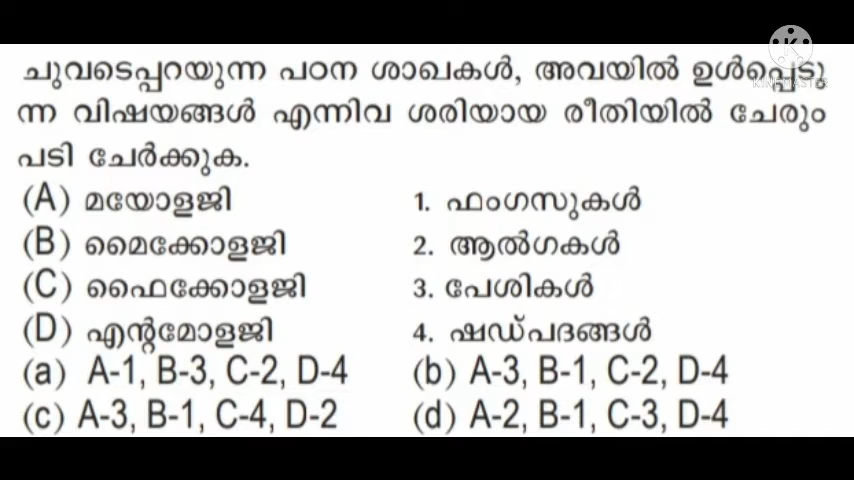 KINEMASTER
ചുവടെപ്പറയുന്ന പഠന ശാഖകൾ, അവയിൽ ഉൾപ്പെടു
ന്ന വിഷയങ്ങൾ എന്നിവ ശരിയായ രീതിയിൽ ചേരും
പടി ചേർക്കുക.
(A) മയോളജി 1. ഫംഗസുകൾ
(B) മൈക്കോളജി 2. ആൽഗകൾ
(C) ഫൈക്കോളജി 3. പേശികൾ
(D) എന്റമോളജി 4. ഷഡ്പദങ്ങൾ
(a) A-1, B-3, C-2, D-4 (b) A-3, B-1, C-2, D-4
(c) A-3, B-1, C-4, D-2 (d) A-2, B-1, C-3, D-4